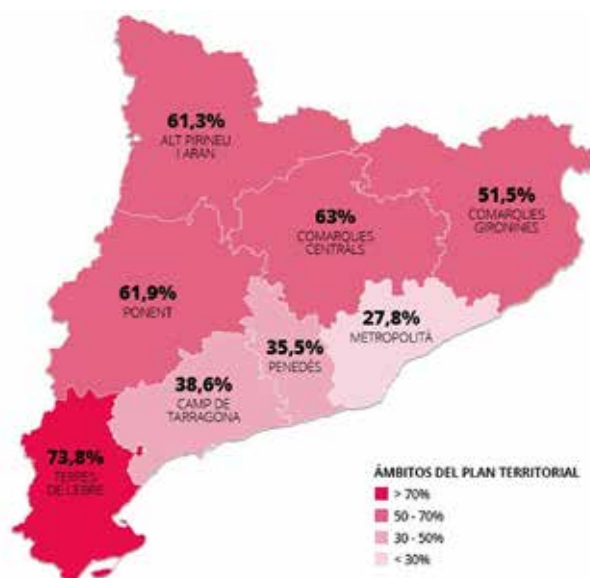 61,3%
ALT PIRINEU
I ARAN
51,5%
COMARQUES
GIRONINES
63%
COMARQUES
CENTRALS
61,9%
PONENT
27,8%
METROPOLITÀ
35,5%
PENEDÈS
38,6%
CAMP DE
TARRAGONA
73,8%
TERRES
DE L'EBRE
ÁMBITOS DEL PLAN TERRITORIAL
> 70%
50 - 70%
30 - 50%
< 30%